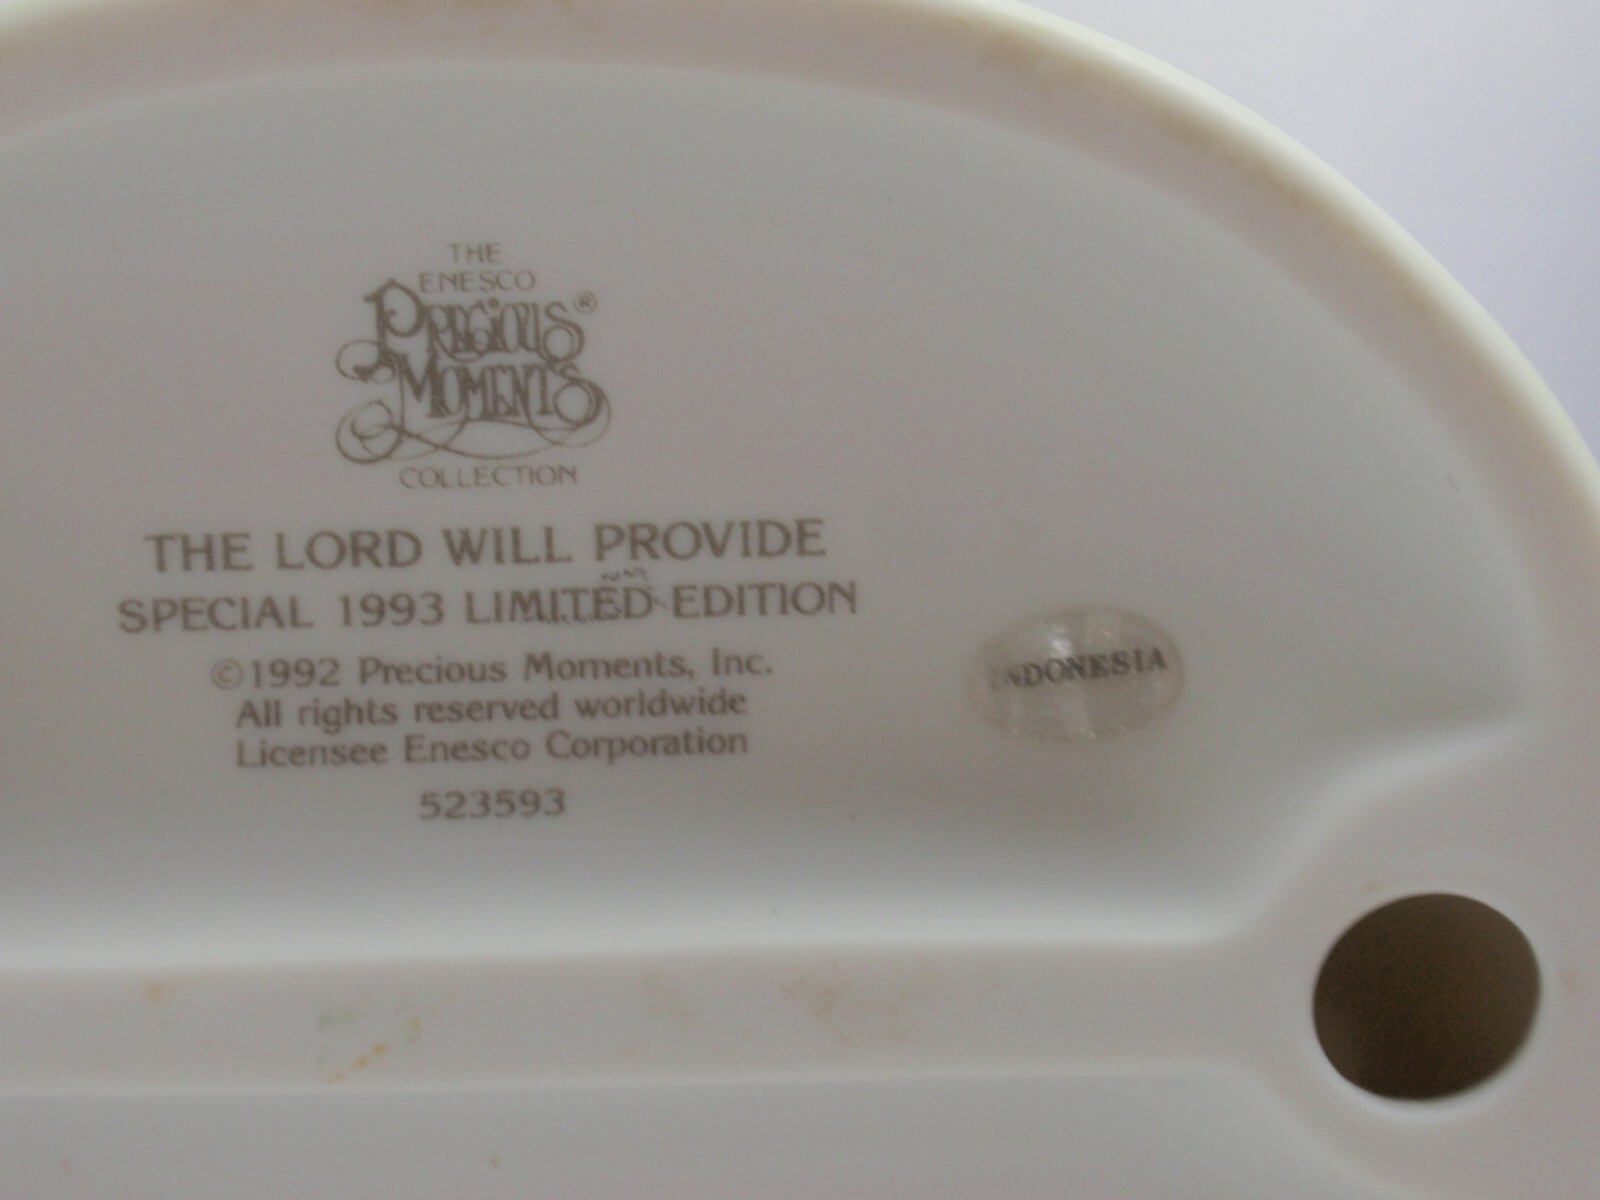 THE
ENESCO
PRECIOUS®
MOMENTS
COLLECTION
THE LORD WILL PROVIDE
SPECIAL 1993 LIMITED EDITION
©1992 Precious Moments, Inc.
All rights reserved worldwide
Licensee Enesco Corporation
523593
INDONESIA